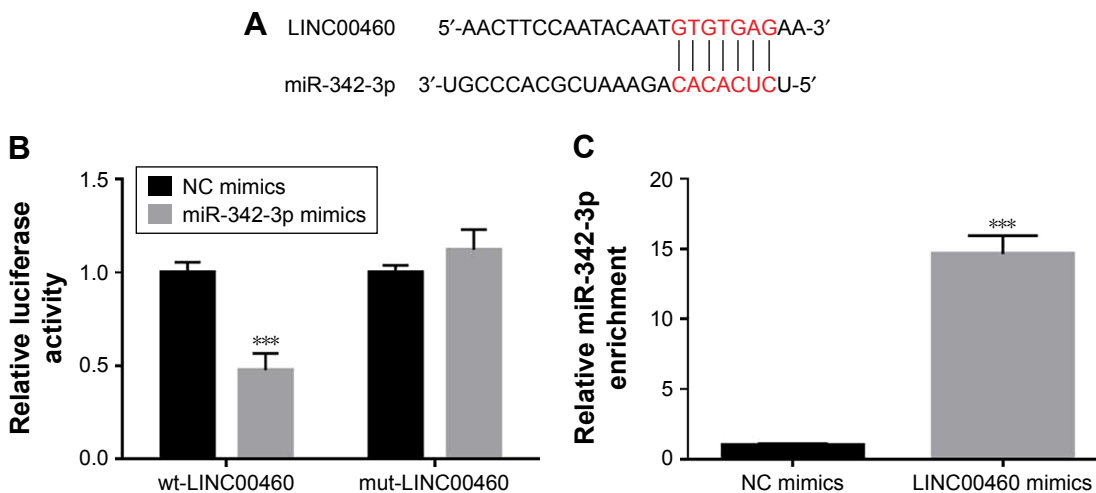 A
LINC00460 5′-AACTTCCAATACAATGTGTGAGAA-3′
miR-342-3p 3′-UGCCCACGCUAAAGACACACUCU-5′
B
Relative luciferase
activity
1.5
1.0
0.5
0.0
NC mimics
miR-342-3p mimics
***
wt-LINC00460 mut-LINC00460
C
Relative miR-342-3p
enrichment
20
15
10
5
0
***
NC mimics LINC00460 mimics